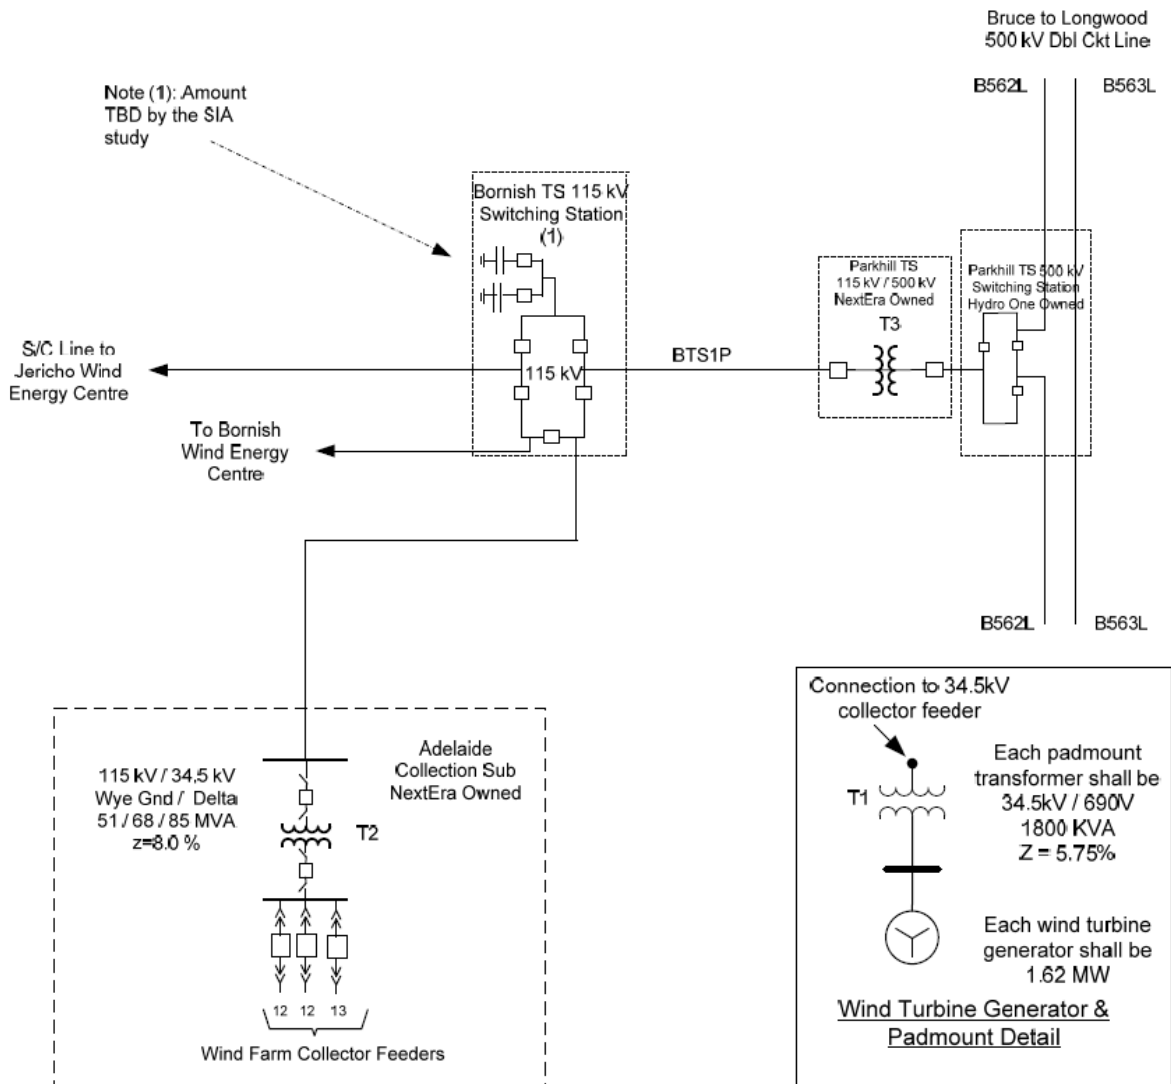 Bruce to Longwood
500 kV Dbl Ckt Line
B562L
B563L
Note (1): Amount
TBD by the SIA
study
Bornish TS 115 kV
Switching Station
(1)
Parkhill TS
115 kV / 500 kV
NextEra Owned
T3
Parkhill TS 500 kV
Switching Station
Hydro One Owned
S/C Line to
Jericho Wind
Energy Centre
115 kV
BTS1P
To Bornish
Wind Energy
Centre
B562L
B563L
115 kV / 34.5 kV
Wye Gnd / Delta
51 / 68 / 85 MVA
z=8.0 %
T2
Adelaide
Collection Sub
NextEra Owned
12
12
13
Wind Farm Collector Feeders
Connection to 34.5kV
collector feeder
T1
Each padmount
transformer shall be
34.5kV / 690V
1800 KVA
Z = 5.75%
Each wind turbine
generator shall be
1.62 MW
Wind Turbine Generator &
Padmount Detail